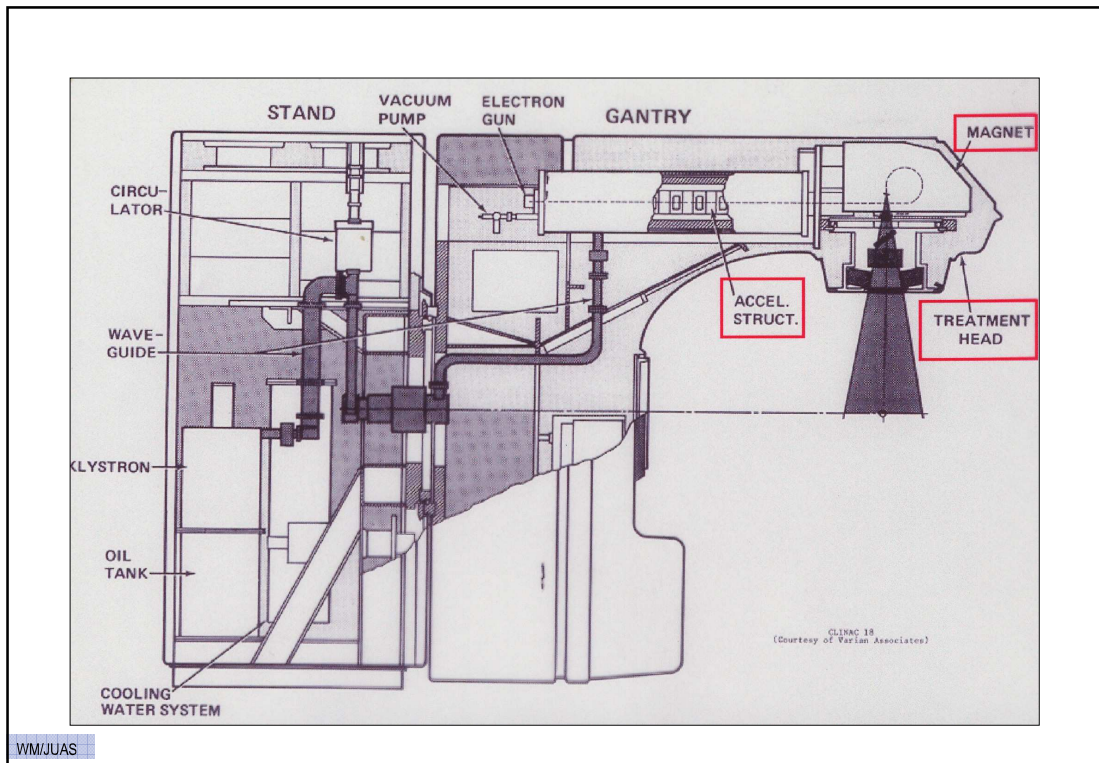 STAND
VACUUM
PUMP
ELECTRON
GUN
GANTRY
MAGNET
CIRCU-
LATOR
ACCEL.
STRUCT.
TREATMENT
HEAD
WAVE-
GUIDE
KLYSTRON
OIL
TANK
CLINAC 18
(Courtesy of Varian Associates)
COOLING
WATER SYSTEM
WM/JUAS